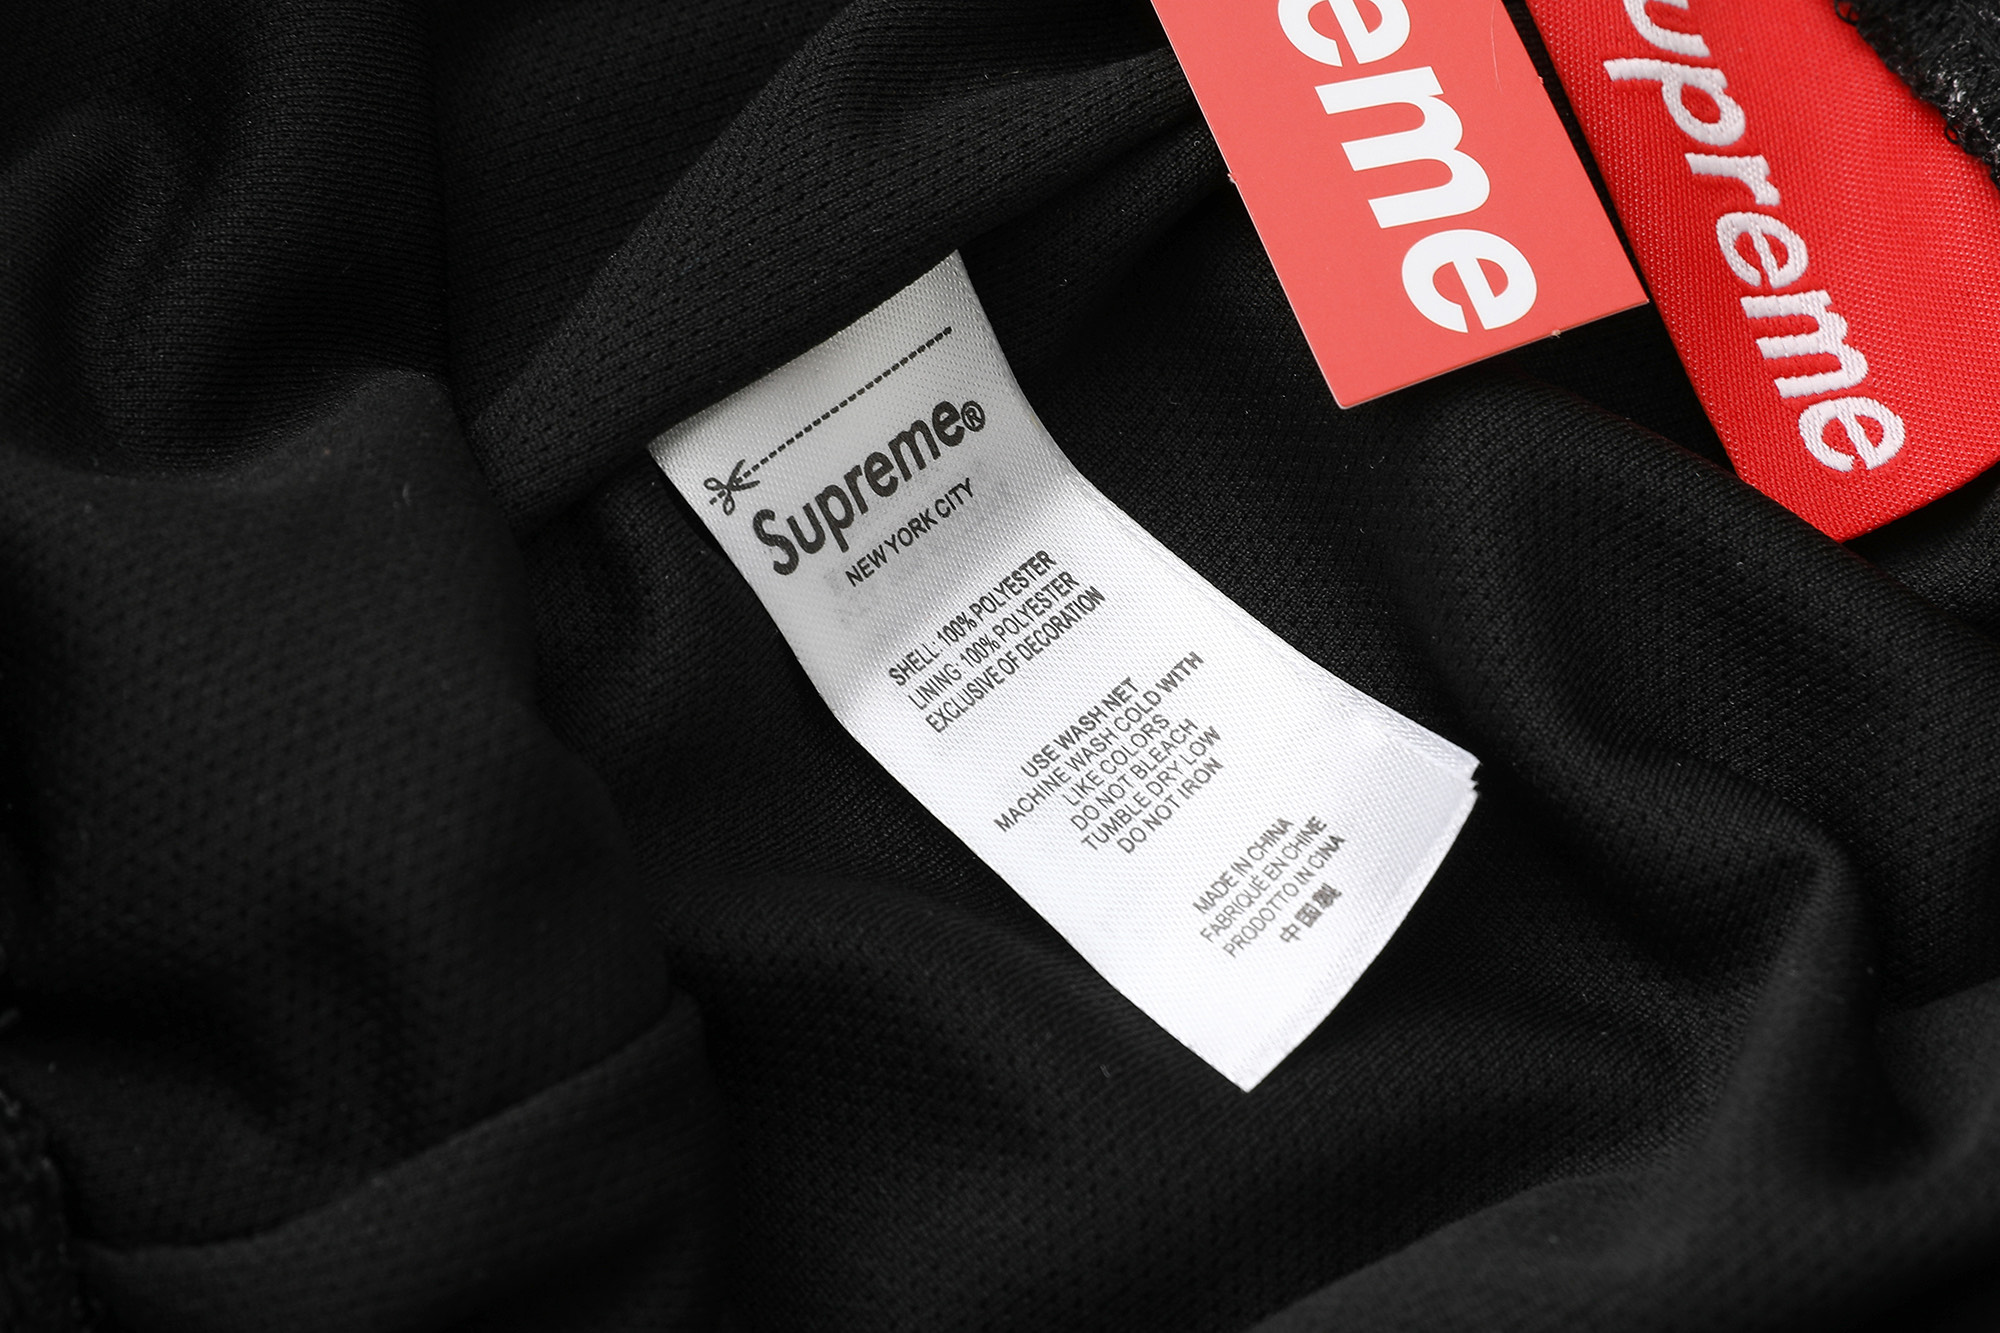 eme
upreme
Supreme®
NEW YORK CITY
SHELL 100% POLYESTER
LINING 100% POLYESTER
EXCLUSIVE OF DECORATION
USE WASH NET
MACHINE WASH COLD WITH
LIKE COLORS
DO NOT BLEACH
TUMBLE DRY LOW
DO NOT IRON
MADE IN CHINA
FABRIQUÉ EN CHINE
PRODOTTO IN CINA
中国製